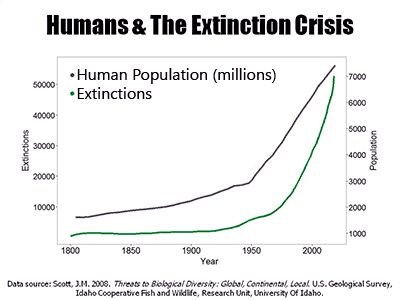 Humans & The Extinction Crisis
Human Population (millions)
Extinctions
50000
40000
30000
20000
10000
Extinctions
7000
6000
5000
4000
3000
2000
1000
Population
1800
1850
1900
1950
2000
Year
Data source: Scott, J.M. 2008. Threats to Biological Diversity: Global, Continental, Local. U.S. Geological Survey,
Idaho Cooperative Fish and Wildlife, Research Unit, University Of Idaho.